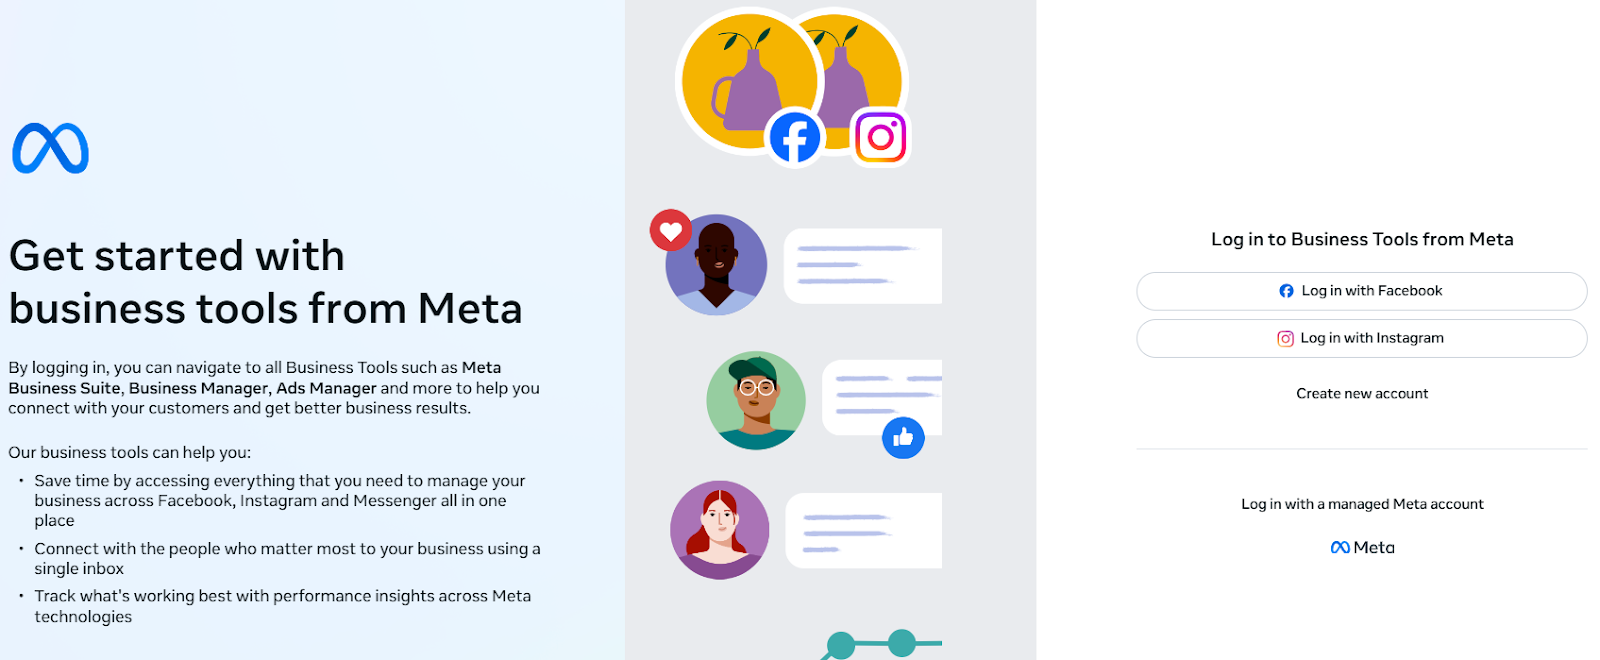 Get started with
business tools from Meta
By logging in, you can navigate to all Business Tools such as Meta
Business Suite, Business Manager, Ads Manager and more to help you
connect with your customers and get better business results.
Our business tools can help you:
• Save time by accessing everything that you need to manage your
business across Facebook, Instagram and Messenger all in one
place
• Connect with the people who matter most to your business using a
single inbox
• Track what's working best with performance insights across Meta
technologies
Log in to Business Tools from Meta
Log in with Facebook
Log in with Instagram
Create new account
Log in with a managed Meta account
Meta